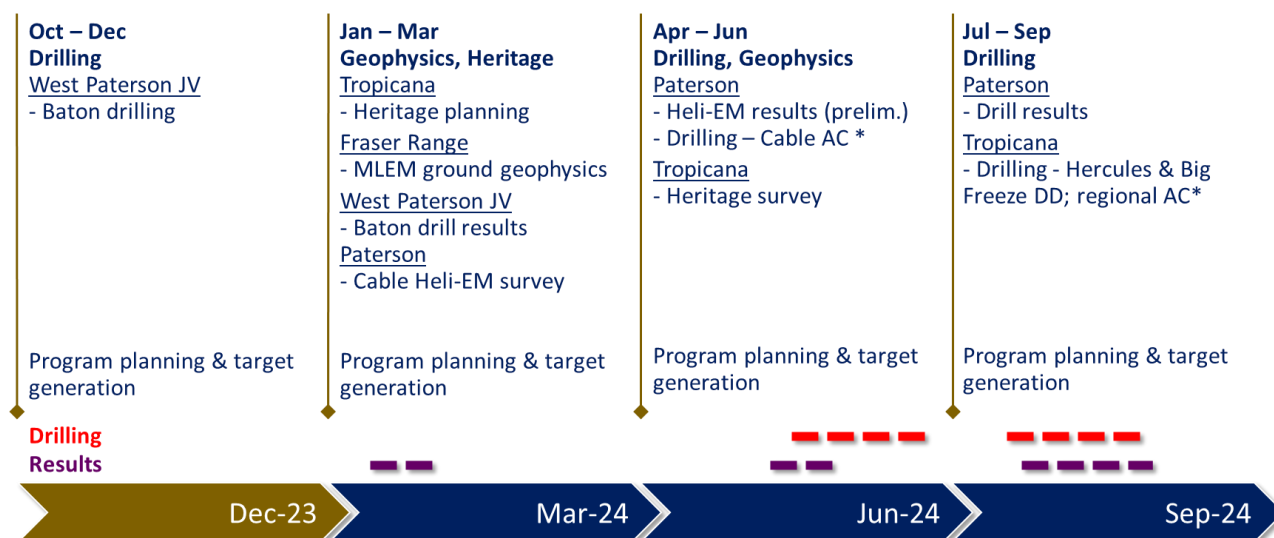 Oct – Dec
Drilling
West Paterson JV
- Baton drilling
Program planning & target
generation
Jan – Mar
Geophysics, Heritage
Tropicana
- Heritage planning
Fraser Range
- MLEM ground geophysics
West Paterson JV
- Baton drill results
Paterson
- Cable Heli-EM survey
Program planning & target
generation
Apr – Jun
Drilling, Geophysics
Paterson
- Heli-EM results (prelim.)
- Drilling – Cable AC *
Tropicana
- Heritage survey
Program planning & target
generation
Jul – Sep
Drilling
Paterson
- Drill results
Tropicana
- Drilling - Hercules & Big
Freeze DD; regional AC*
Program planning & target
generation
Drilling
Results
Dec-23
Mar-24
Jun-24
Sep-24